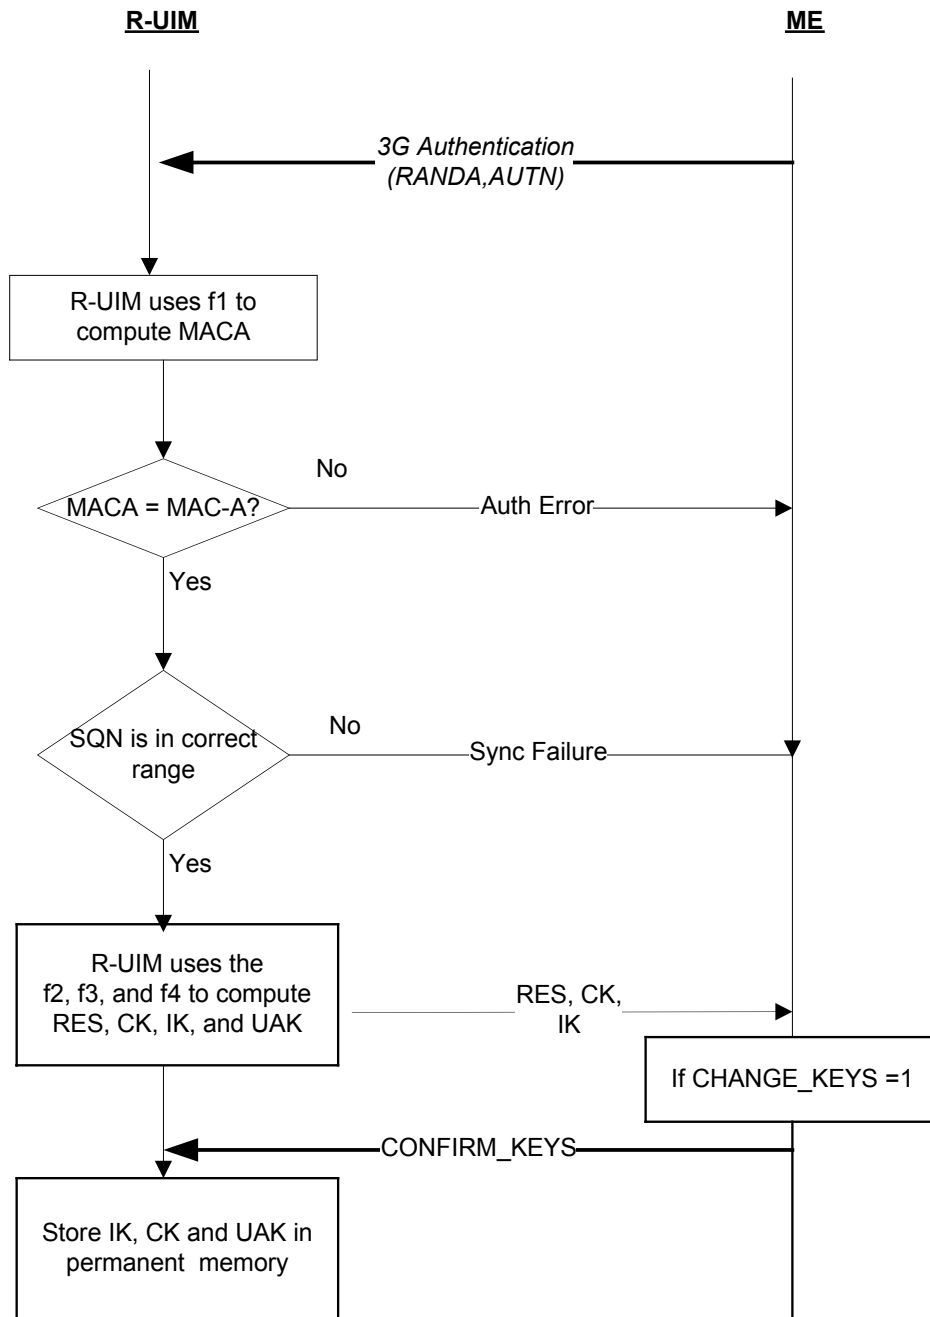 R-UIM
ME
3G Authentication
(RANDA,AUTN)
R-UIM uses f1 to
compute MACA
No
MACA = MAC-A?
Auth Error
Yes
No
SQN is in correct
range
Sync Failure
Yes
R-UIM uses the
f2, f3, and f4 to compute
RES, CK, IK, and UAK
RES, CK,
IK
If CHANGE_KEYS =1
CONFIRM_KEYS
Store IK, CK and UAK in
permanent memory